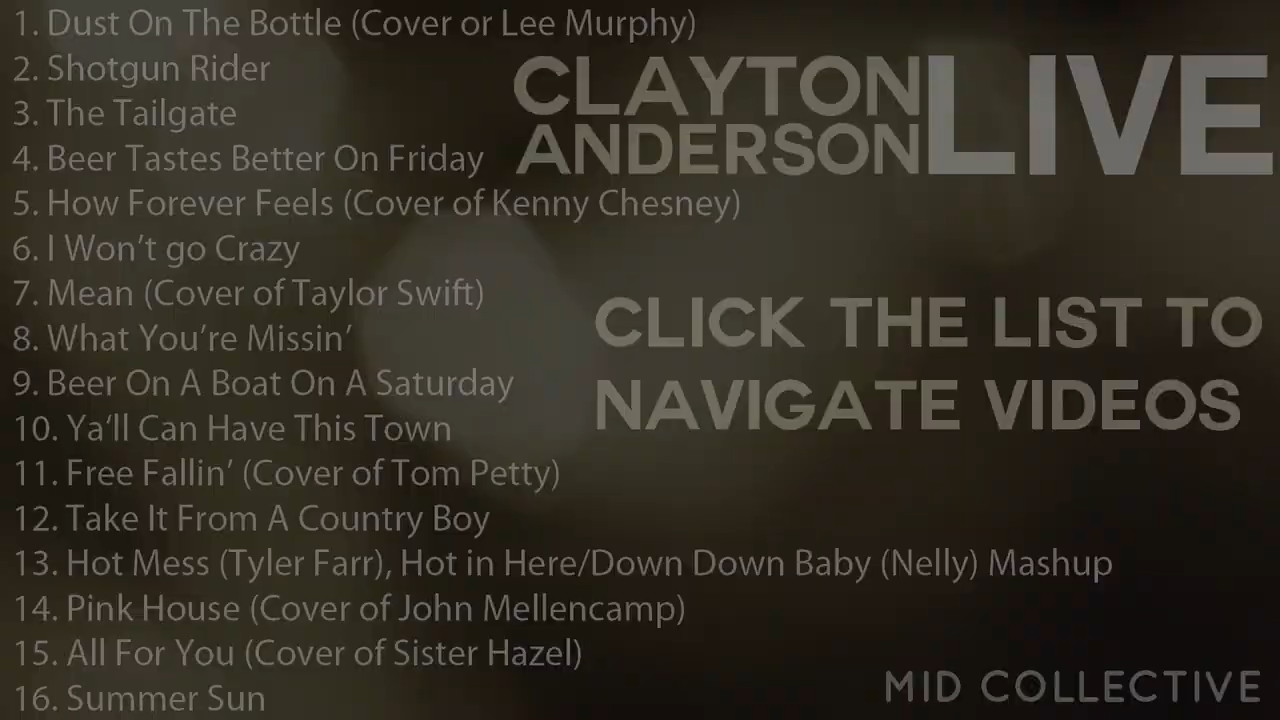 1. Dust On The Bottle (Cover or Lee Murphy)
2. Shotgun Rider
3. The Tailgate
4. Beer Tastes Better On Friday
5. How Forever Feels (Cover of Kenny Chesney)
6. I Won't go Crazy
7. Mean (Cover of Taylor Swift)
8. What You're Missin'
9. Beer On A Boat On A Saturday
10. Ya'll Can Have This Town
11. Free Fallin' (Cover of Tom Petty)
12. Take It From A Country Boy
13. Hot Mess (Tyler Farr), Hot in Here/Down Down Baby (Nelly) Mashup
14. Pink House (Cover of John Mellencamp)
15. All For You (Cover of Sister Hazel)
16. Summer Sun
CLAYTON
ANDERSON
LIVE
CLICK THE LIST TO
NAVIGATE VIDEOS
MID COLLECTIVE